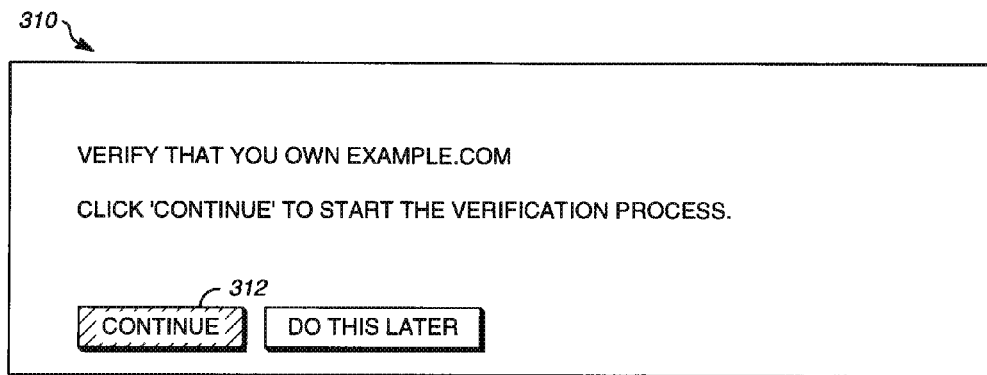 310
VERIFY THAT YOU OWN EXAMPLE.COM
CLICK 'CONTINUE' TO START THE VERIFICATION PROCESS.
312
CONTINUE DO THIS LATER